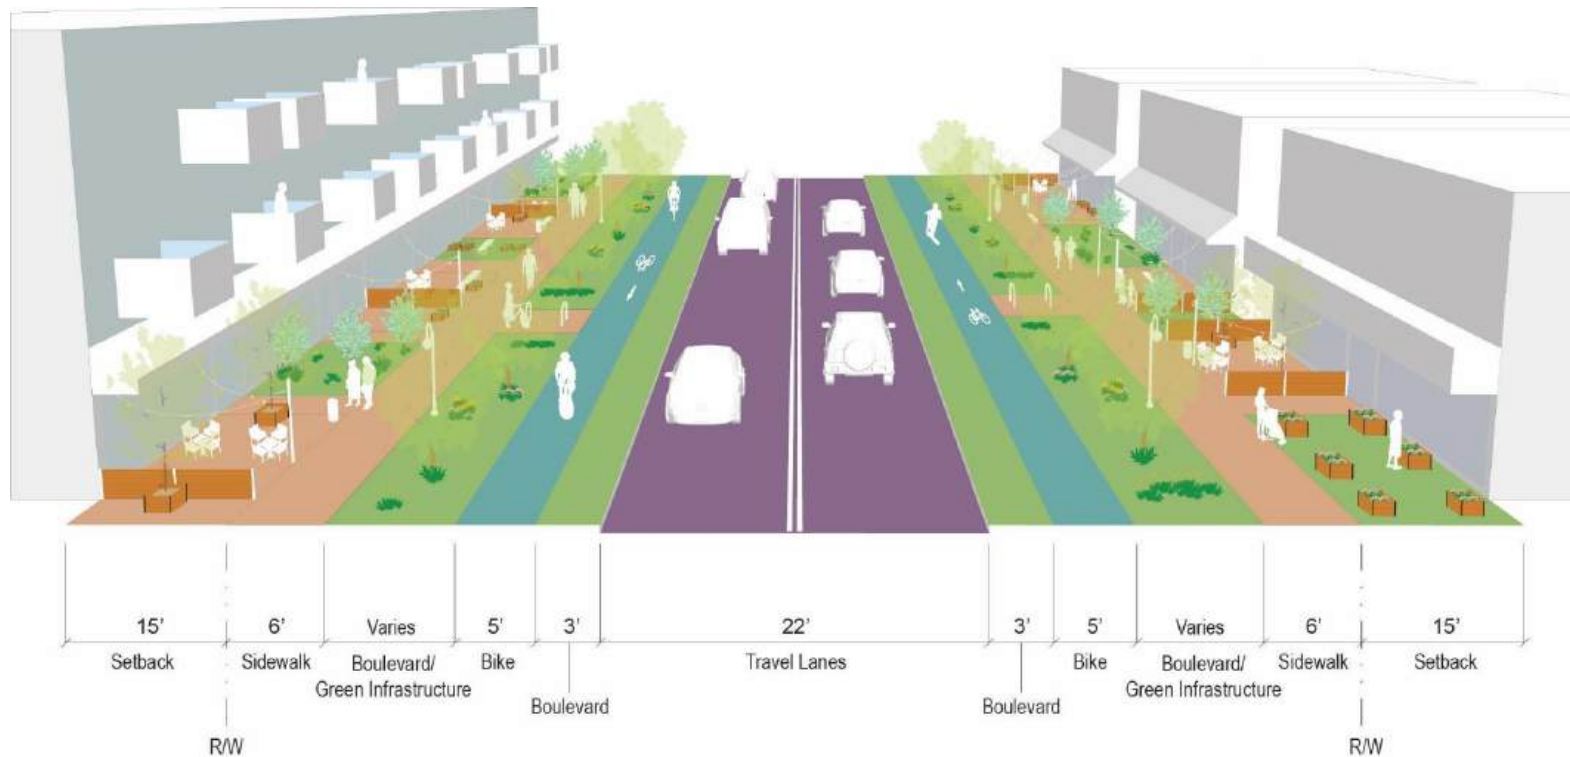 15' 6' Varies 5' 3' 22' 3' 5' Varies 6' 15'
Setback Sidewalk Boulevard/ Bike Travel Lanes Bike Boulevard/ Sidewalk Setback
Green Infrastructure Green Infrastructure
Boulevard Boulevard
R/W R/W